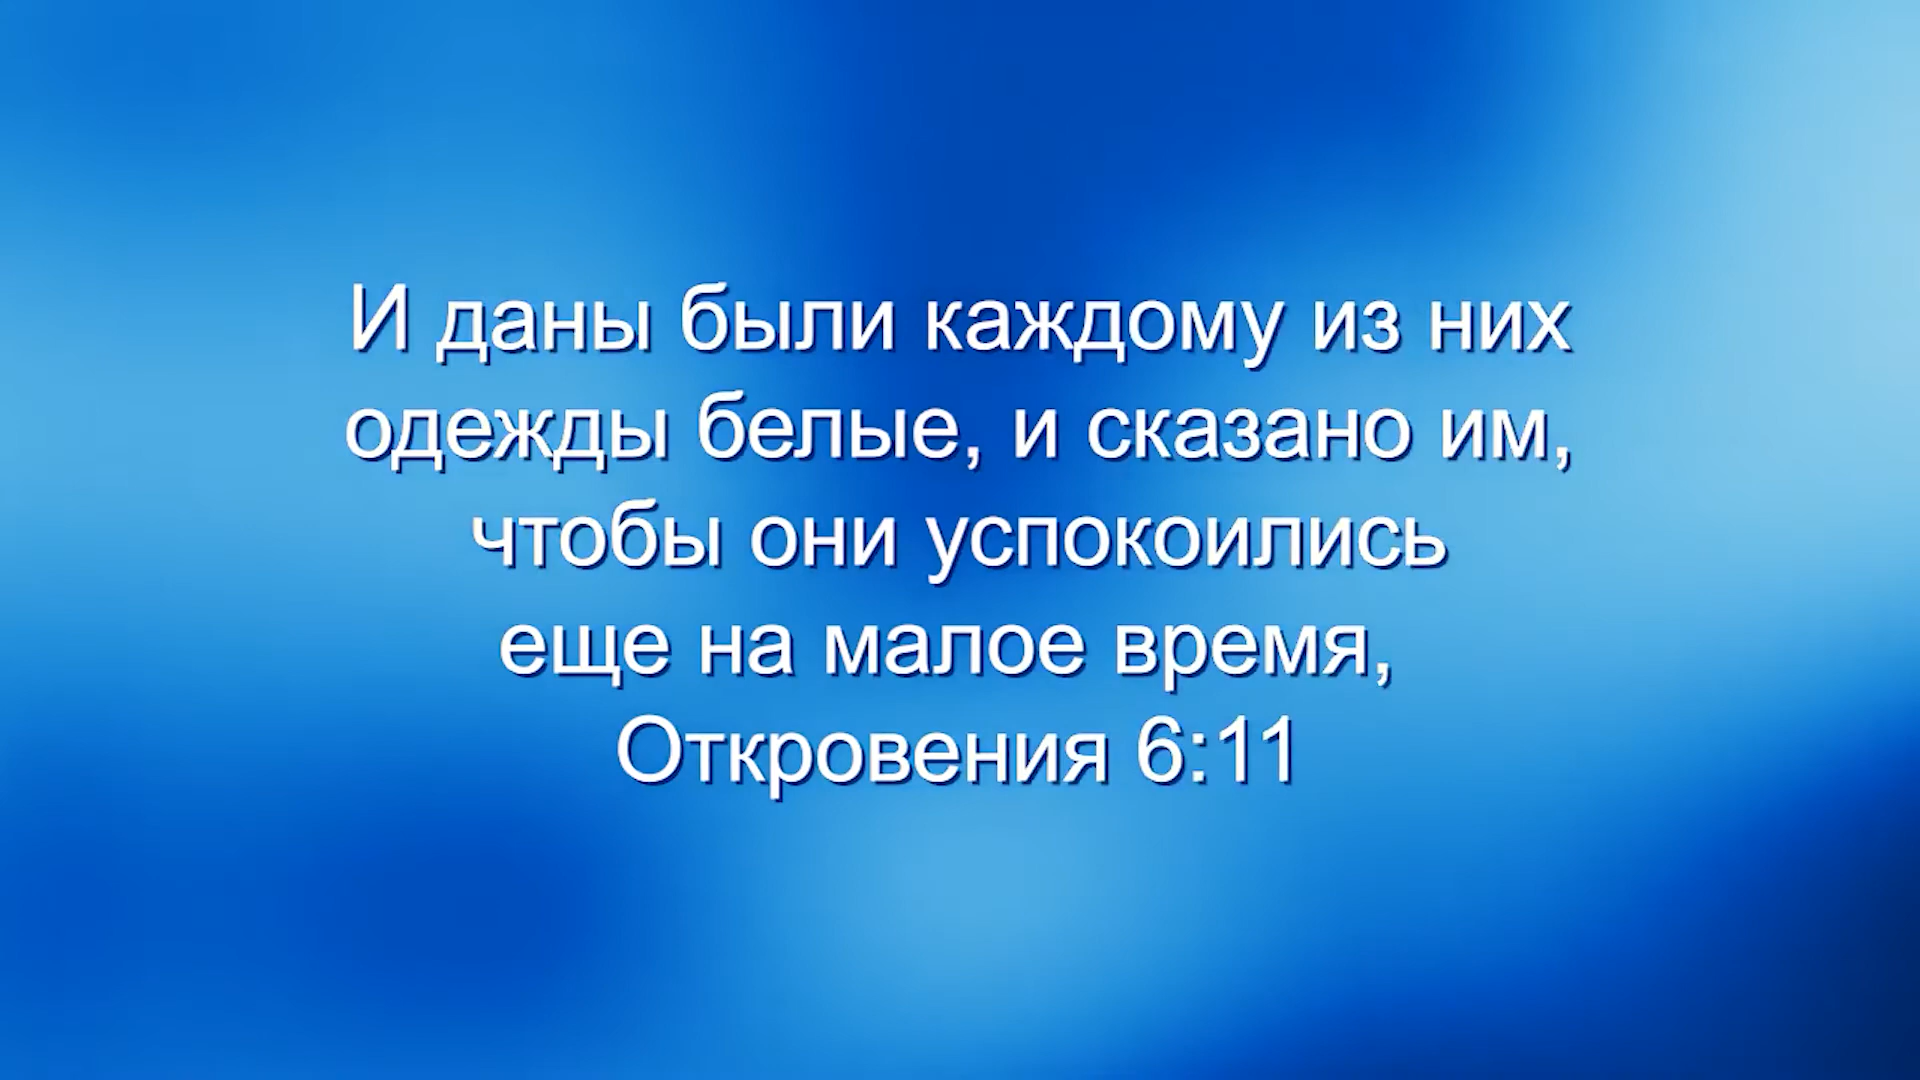 И даны были каждому из них
одежды белые, и сказано им,
чтобы они успокоились
еще на малое время,
Откровения 6:11